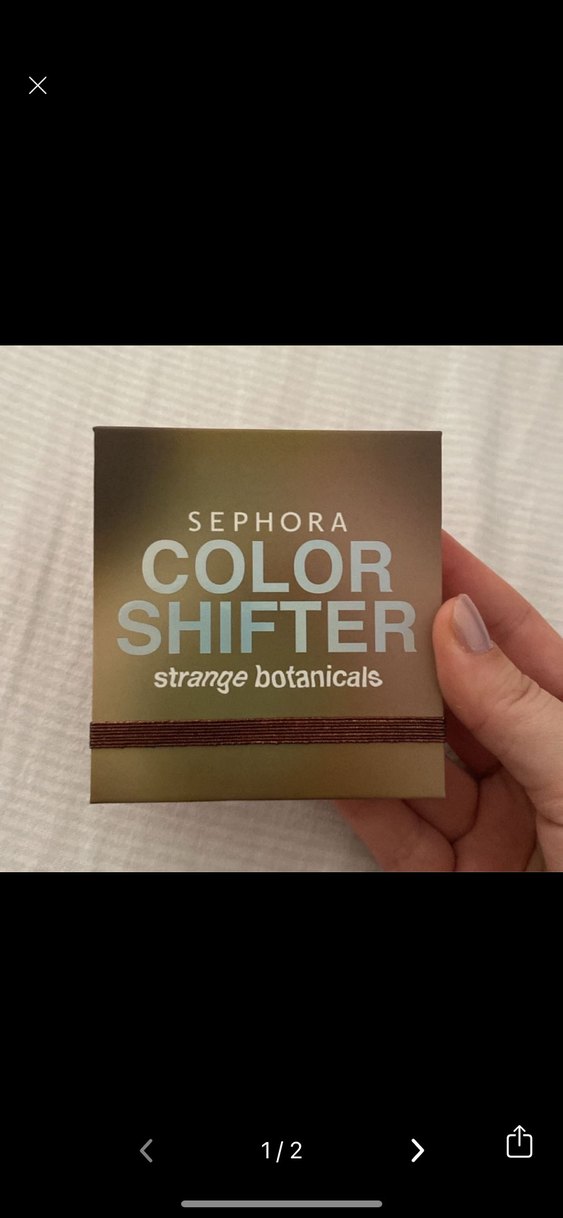 SEPHORA
COLOR
SHIFTER
strange botanicals
1/2